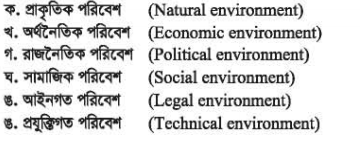 ক. প্রাকৃতিক পরিবেশ (Natural environment)
খ. অর্থনৈতিক পরিবেশ (Economic environment)
গ. রাজনৈতিক পরিবেশ (Political environment)
ঘ. সামাজিক পরিবেশ (Social environment)
ঙ. আইনগত পরিবেশ (Legal environment)
ঙ. প্রযুক্তিগত পরিবেশ (Technical environment)